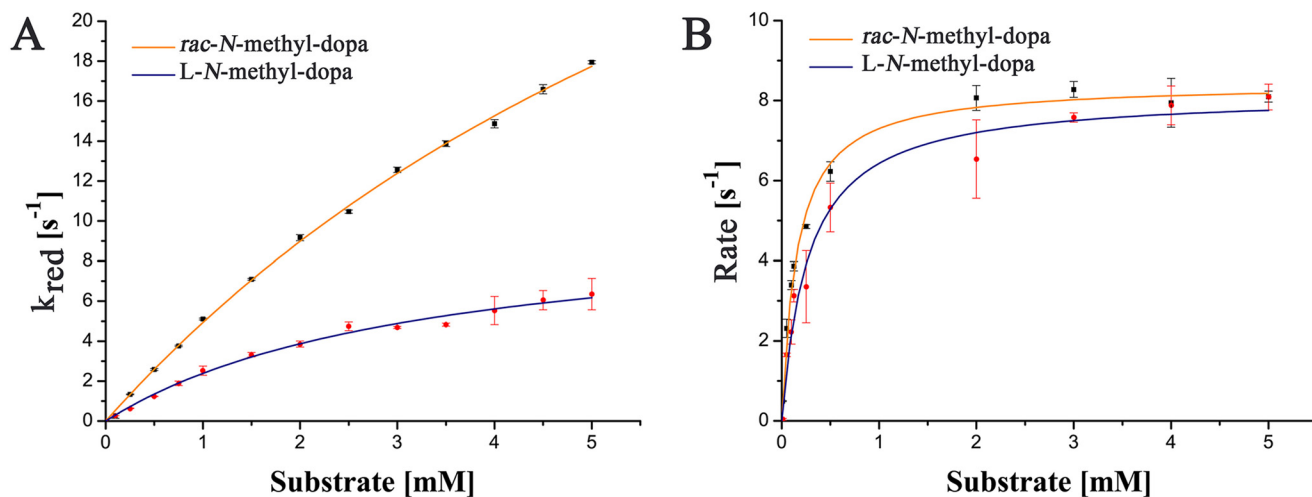 A
rac-N-methyl-dopa
L-N-methyl-dopa
k_red [s⁻¹]
20
18
16
14
12
10
8
6
4
2
0
0 1 2 3 4 5
Substrate [mM]
B
rac-N-methyl-dopa
L-N-methyl-dopa
Rate [s⁻¹]
10
8
6
4
2
0
0 1 2 3 4 5
Substrate [mM]